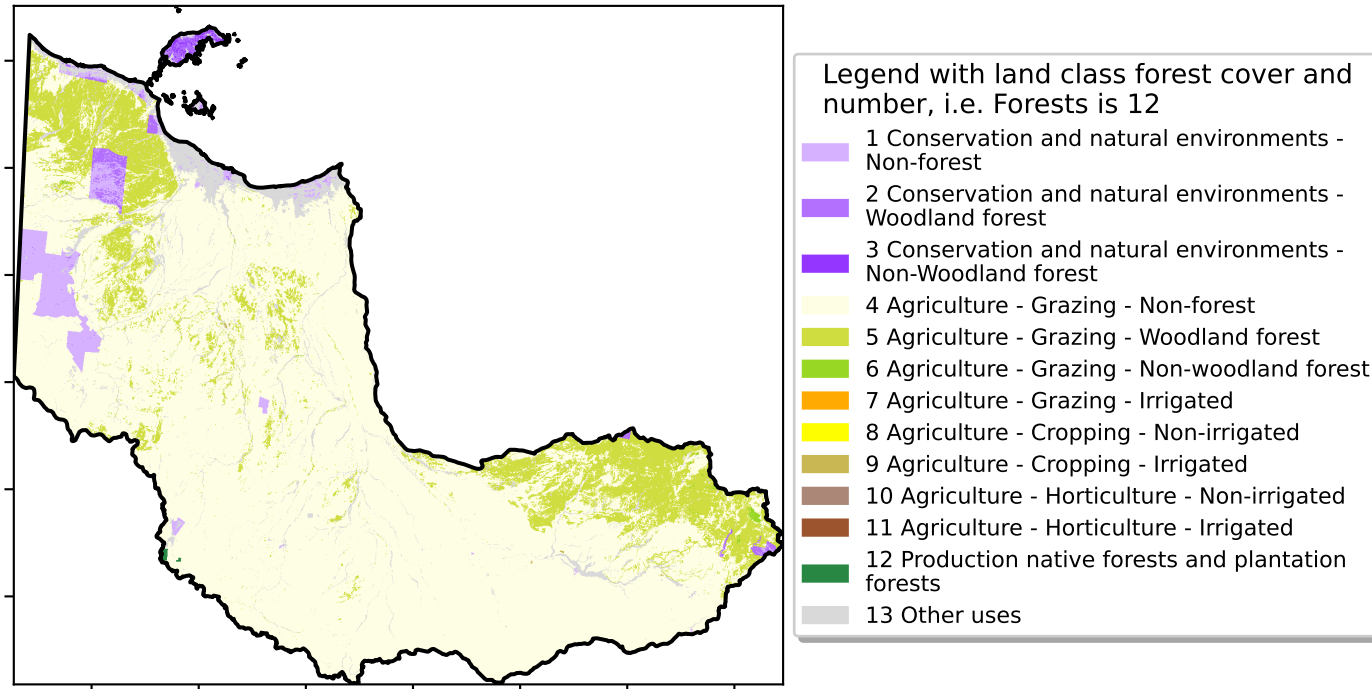 Legend with land class forest cover and
number, i.e. Forests is 12
1 Conservation and natural environments -
Non-forest
2 Conservation and natural environments -
Woodland forest
3 Conservation and natural environments -
Non-Woodland forest
4 Agriculture - Grazing - Non-forest
5 Agriculture - Grazing - Woodland forest
6 Agriculture - Grazing - Non-woodland forest
7 Agriculture - Grazing - Irrigated
8 Agriculture - Cropping - Non-irrigated
9 Agriculture - Cropping - Irrigated
10 Agriculture - Horticulture - Non-irrigated
11 Agriculture - Horticulture - Irrigated
12 Production native forests and plantation
forests
13 Other uses